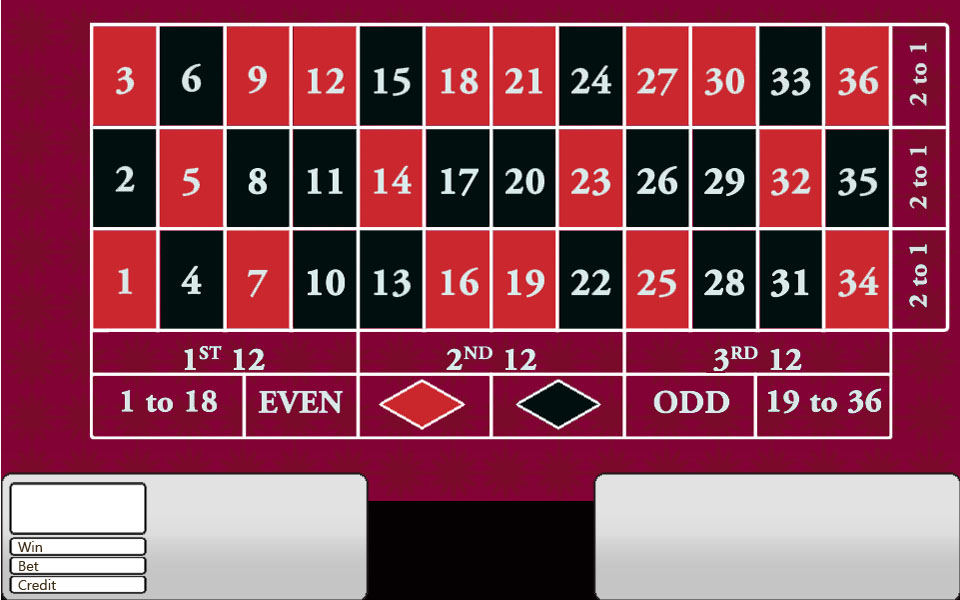 3 6 9 12 15 18 21 24 27 30 33 36 2 to 1
2 5 8 11 14 17 20 23 26 29 32 35 2 to 1
1 4 7 10 13 16 19 22 25 28 31 34 2 to 1
1ST 12 2ND 12 3RD 12
1 to 18 EVEN ODD 19 to 36
Win
Bet
Credit